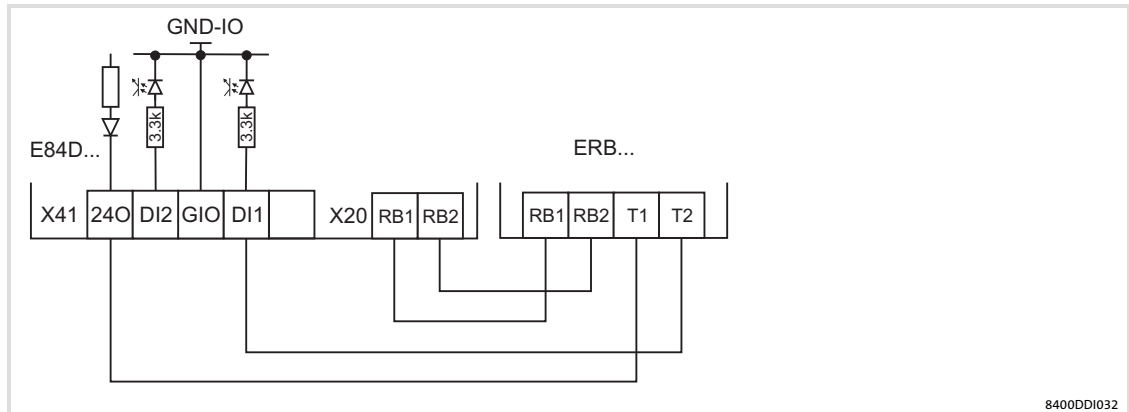 GND-IO
3.3k
3.3k
E84D...
ERB...
X41 24O DI2 GIO DI1
X20 RB1 RB2
RB1 RB2 T1 T2
8400DDI032